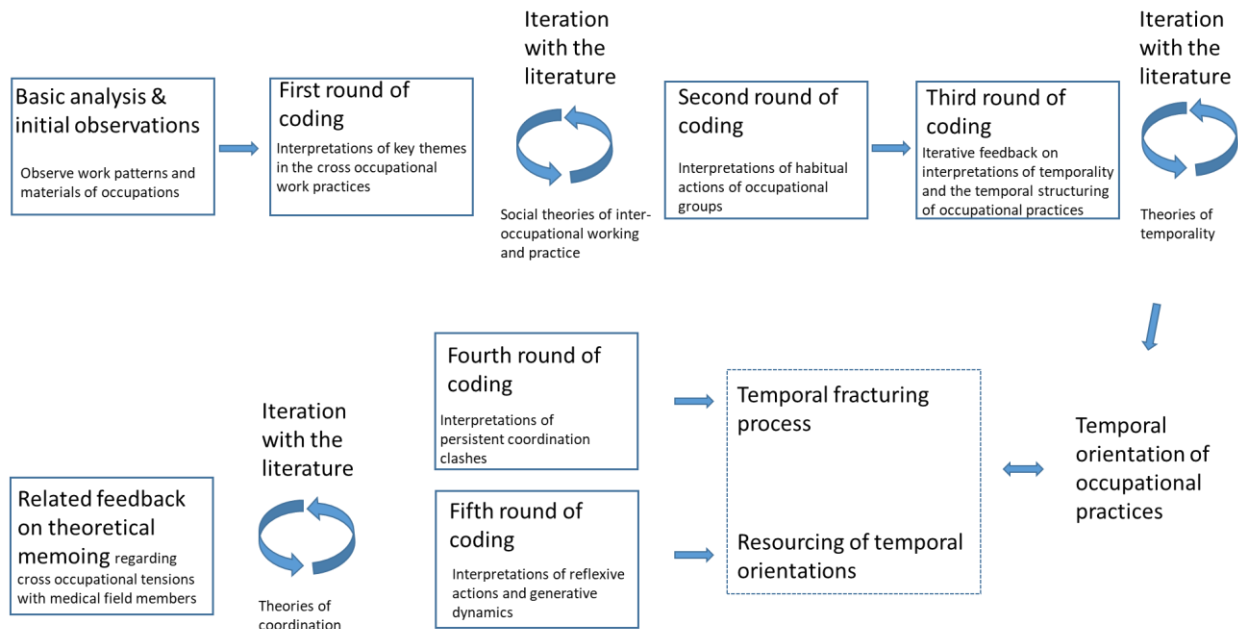 Basic analysis &
initial observations
Observe work patterns and
materials of occupations
First round of
coding
Interpretations of key themes
in the cross occupational
work practices
Iteration
with the
literature
Social theories of inter-
occupational working
and practice
Second round of
coding
Interpretations of habitual
actions of occupational
groups
Third round of
coding
Iterative feedback on
interpretations of temporality
and the temporal structuring
of occupational practices
Iteration
with the
literature
Theories of
temporality
Related feedback
on theoretical
memoing regarding
cross occupational tensions
with medical field members
Iteration
with the
literature
Theories of
coordination
Fourth round of
coding
Interpretations of
persistent coordination
clashes
Fifth round of
coding
Interpretations of reflexive
actions and generative
dynamics
Temporal fracturing
process
Resourcing of temporal
orientations
Temporal
orientation of
occupational
practices